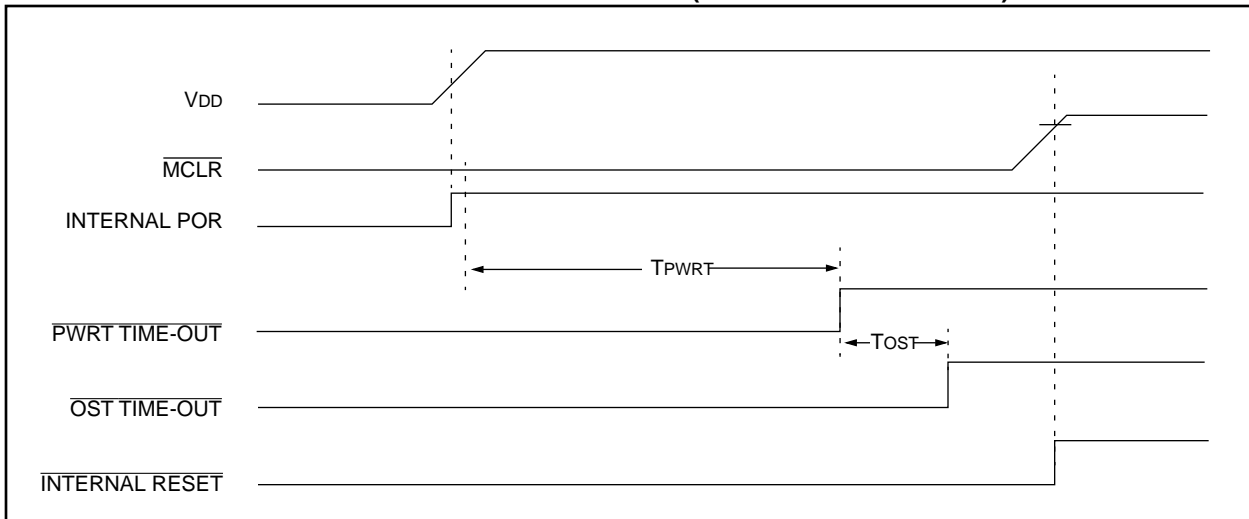 VDD
MCLR
INTERNAL POR
TPWRT
PWRT TIME-OUT
TOST
OST TIME-OUT
INTERNAL RESET